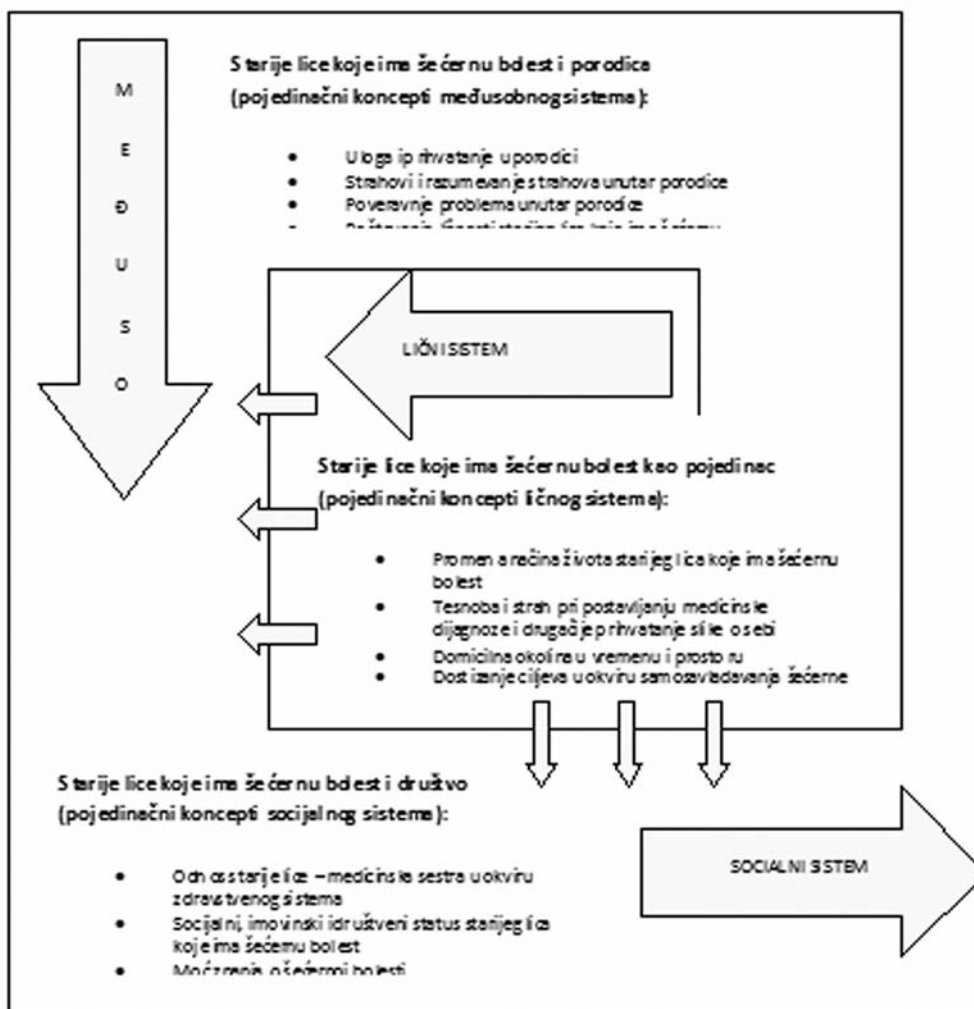 M
E
Đ
U
S
O
Starije lice koje ima šećernu bolest i porodica
(pojedinačni koncepti međusobnog sistema):
• Uloga i prihvatanje u porodici
• Strahovi i razumevanje strahova unutar porodice
• Poveravnje problema unutar porodice
LIČNI SISTEM
Starije lice koje ima šećernu bolest kao pojedinac
(pojedinačni koncepti ličnog sistema):
• Promena načina života starijeg lica koje ima šećernu
bolest
• Tesnoba i strah pri postavljanju medicinske
dijagnoze i drugačije prihvatanje slike o sebi
• Domicilna okolina u vremenu i prostoru
• Dostizanje ciljeva u okviru samosavladavanja šećerne
Starije lice koje ima šećernu bolest i društvo
(pojedinačni koncepti socijalnog sistema):
• Odnos starije lice – medicinska sestra u okviru
zdravstvenog sistema
• Socijalni, imovinski i društveni status starijeg lica
koje ima šećernu bolest
• Moć znanja o šećernoj bolesti
SOCIALNI SISTEM